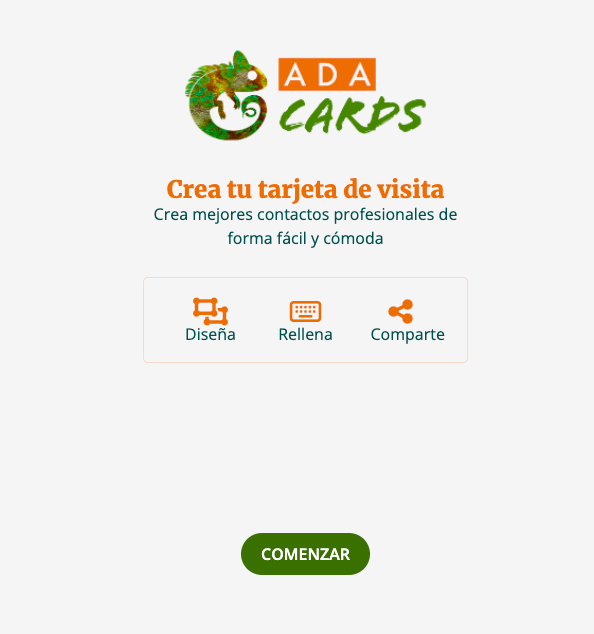 ADA
CARDS
Crea tu tarjeta de visita
Crea mejores contactos profesionales de
forma fácil y cómoda
Diseña Rellena Comparte
COMENZAR